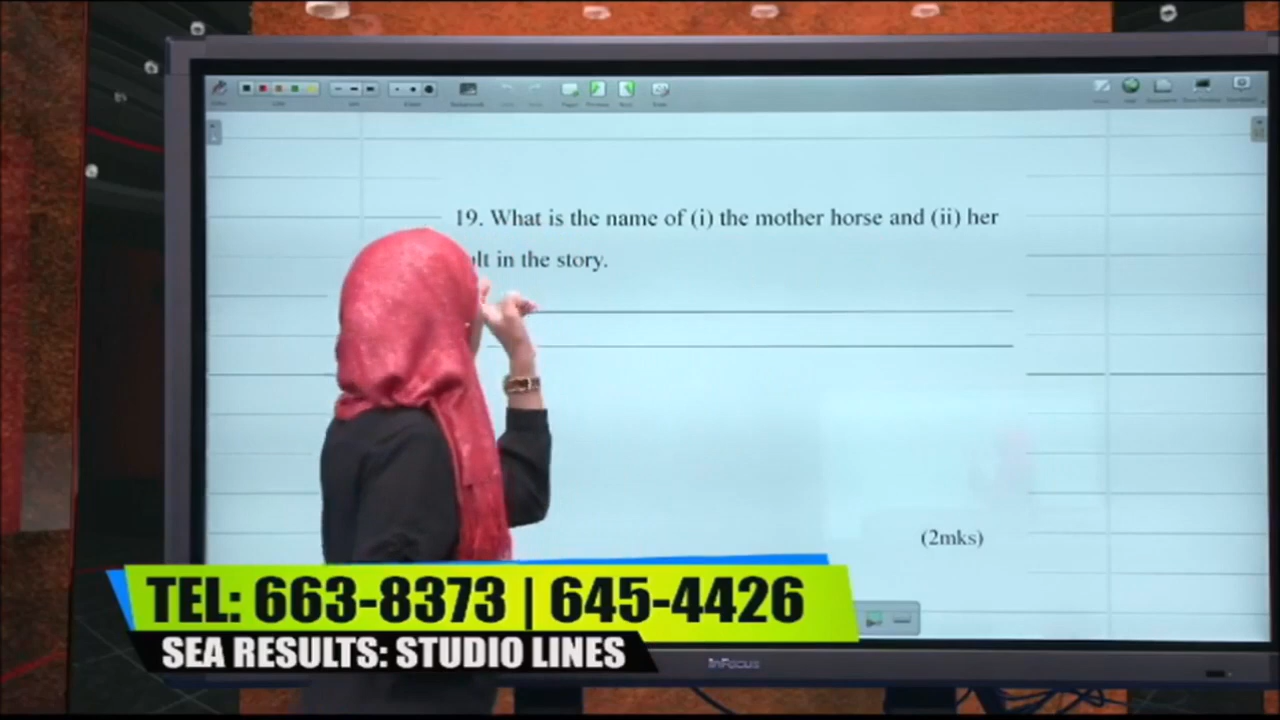 19. What is the name of (i) the mother horse and (ii) her
in the story.
(2mks)
TEL: 663-8373 | 645-4426
SEA RESULTS: STUDIO LINES
InFocus